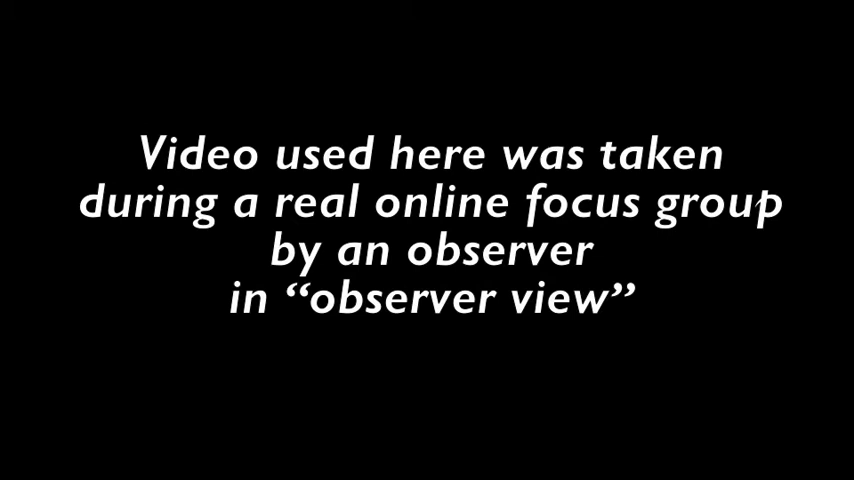 Video used here was taken
during a real online focus group
by an observer
in “observer view”